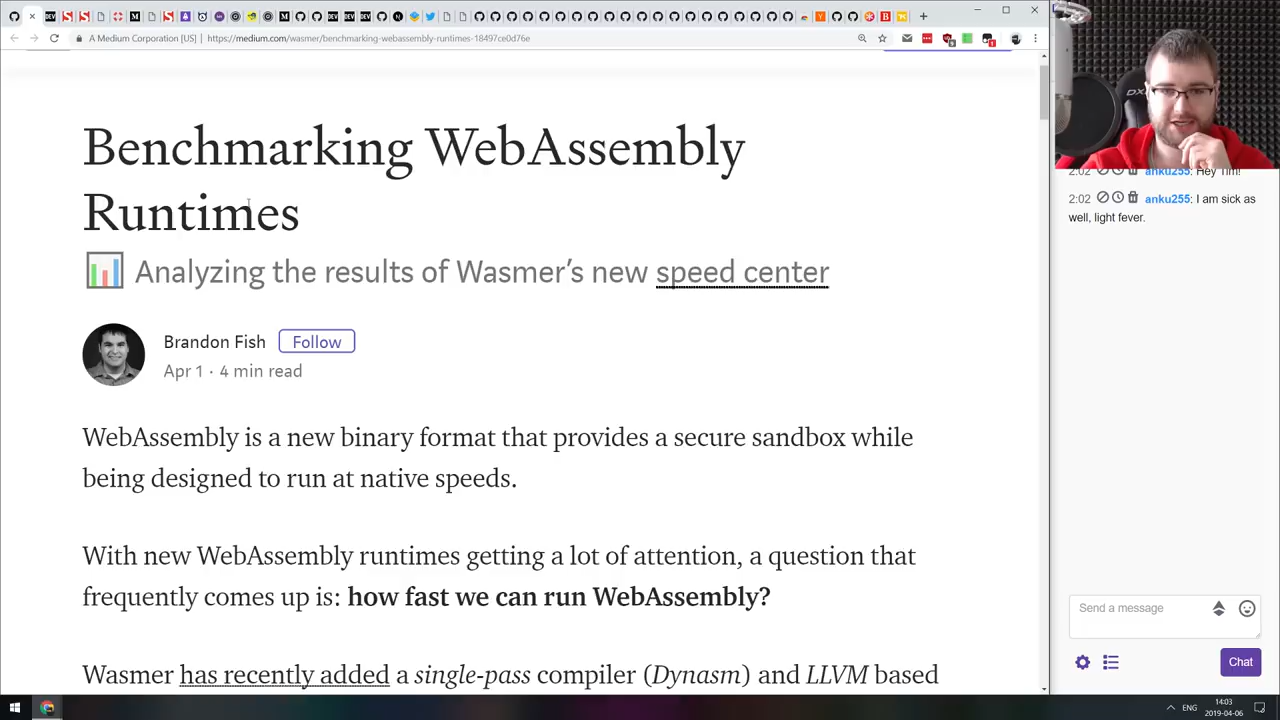 A Medium Corporation [US]
https://medium.com/wasmer/benchmarking-webassembly-runtimes-18497ce0d76e
Benchmarking WebAssembly
Runtimes
Analyzing the results of Wasmer’s new speed center
Brandon Fish
Follow
Apr 1 · 4 min read
WebAssembly is a new binary format that provides a secure sandbox while
being designed to run at native speeds.
With new WebAssembly runtimes getting a lot of attention, a question that
frequently comes up is: how fast we can run WebAssembly?
Wasmer has recently added a single-pass compiler (Dynasm) and LLVM based
2:02 anku255: Hey Tim!
2:02 anku255: I am sick as
well, light fever.
Send a message
Chat
ENG
14:03
2019-04-06